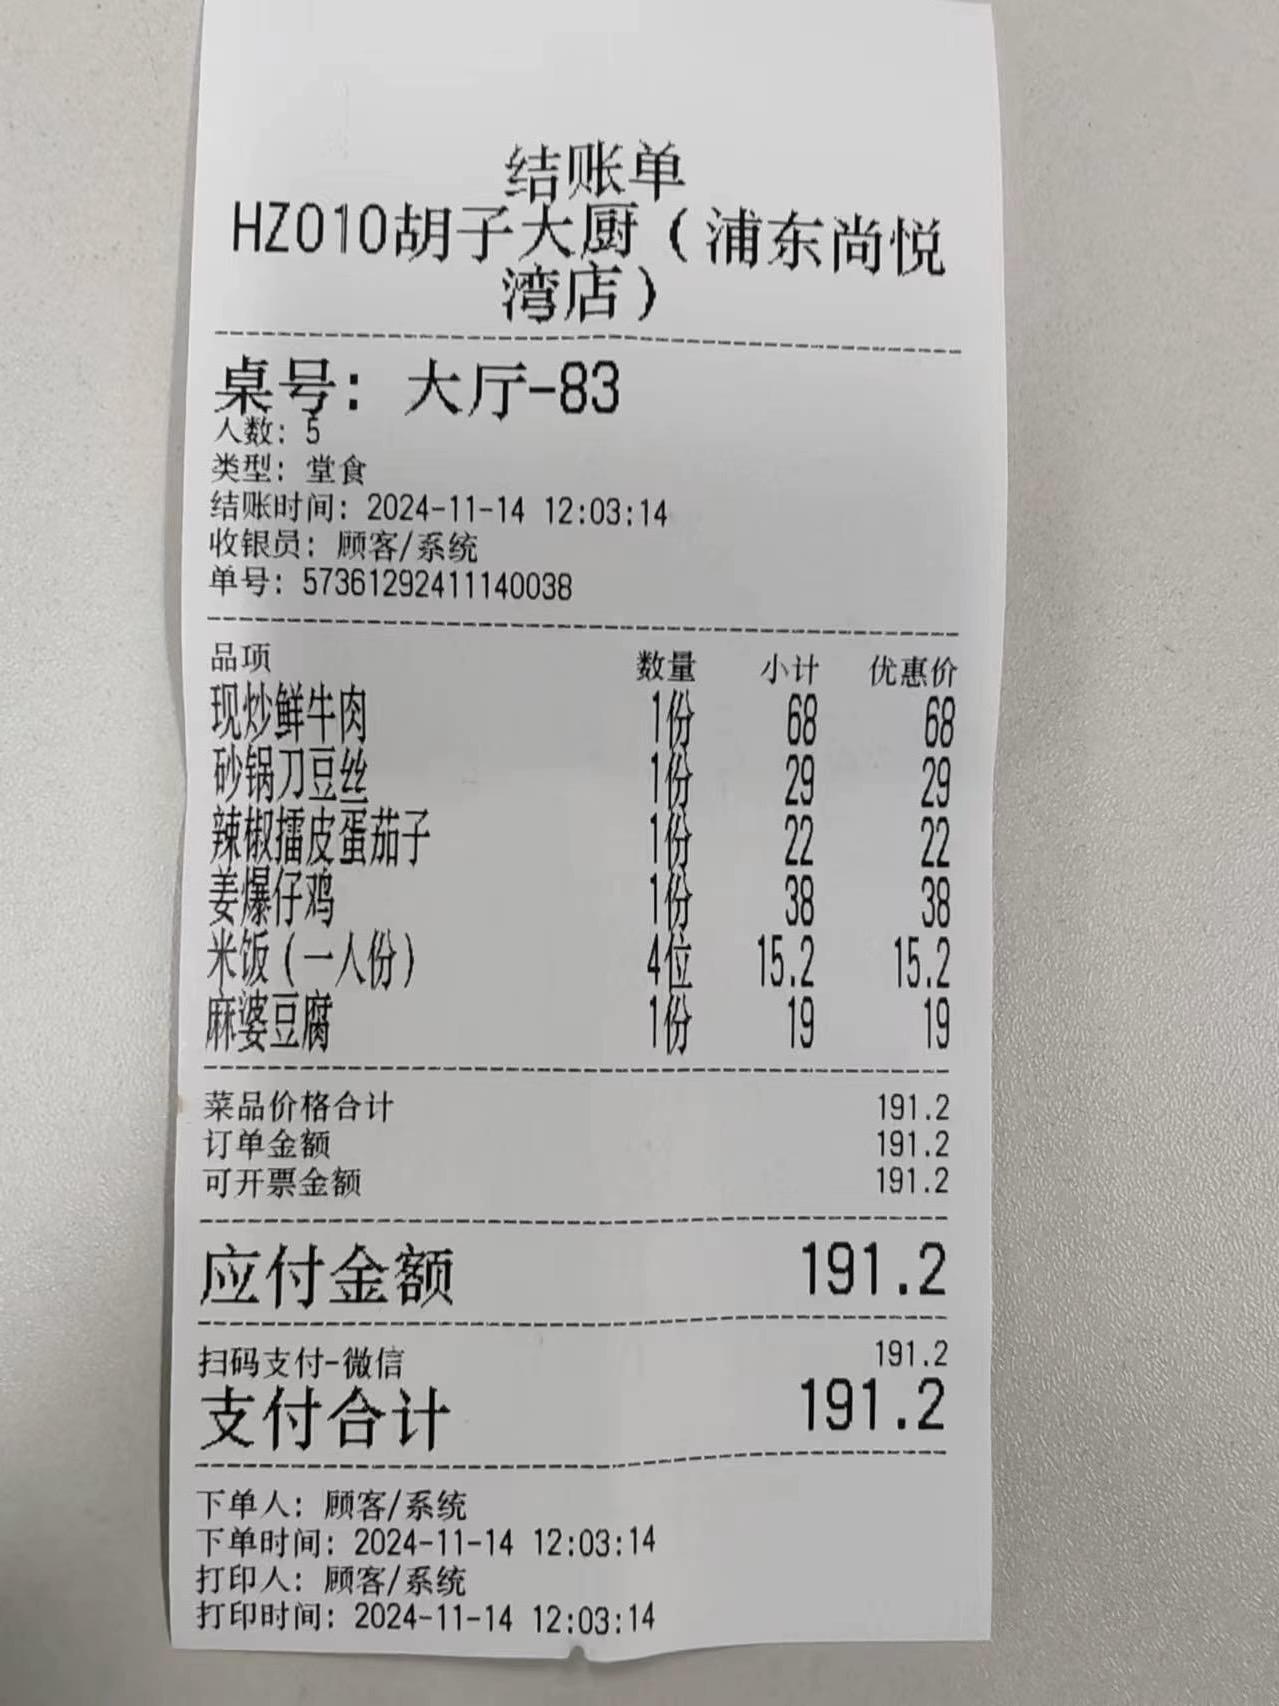 结账单
HZ010胡子大厨（浦东尚悦
湾店）
桌号：大厅-83
人数：5
类型：堂食
结账时间：2024-11-14 12:03:14
收银员：顾客/系统
单号：57361292411140038
品项 数量 小计 优惠价
现炒鲜牛肉 1份 68 68
砂锅刀豆丝 1份 29 29
辣椒擂皮蛋茄子 1份 22 22
姜爆仔鸡 1份 38 38
米饭（一人份） 4位 15.2 15.2
麻婆豆腐 1份 19 19
菜品价格合计 191.2
订单金额 191.2
可开票金额 191.2
应付金额 191.2
扫码支付-微信 191.2
支付合计 191.2
下单人：顾客/系统
下单时间：2024-11-14 12:03:14
打印人：顾客/系统
打印时间：2024-11-14 12:03:14